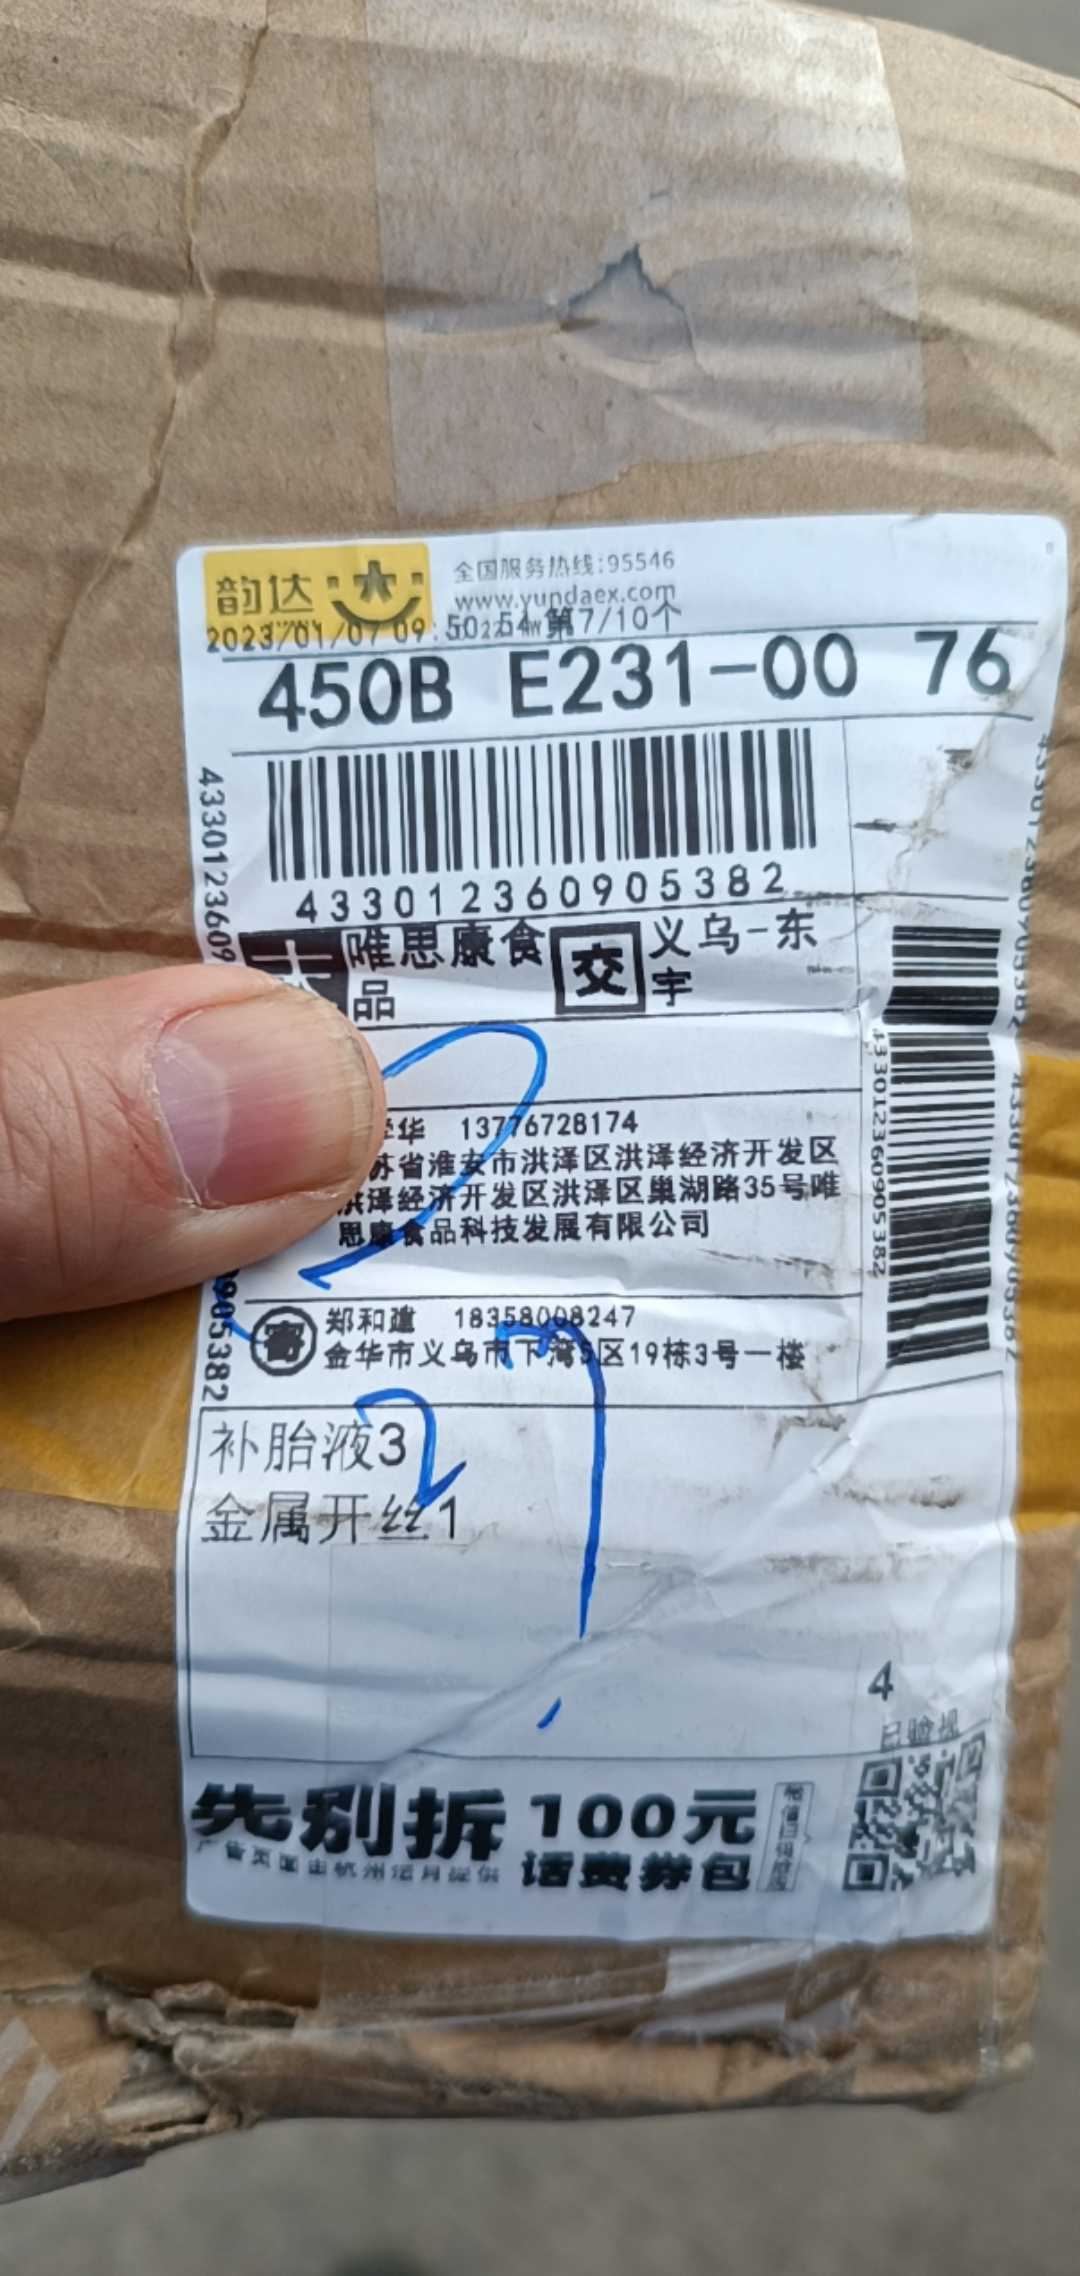 韵达
全国服务热线:95546
www.yundaex.com
2023/01/07 09:50:54 第7/10个
450B E231-00 76
433012360905382
唯思康食品
交
义乌-东宇
华 13776728174
苏省淮安市洪泽区洪泽经济开发区
洪泽经济开发区洪泽区巢湖路35号唯
思康食品科技发展有限公司
寄
郑和建 18358008247
金华市义乌市下湾5区19栋3号一楼
433012360905382
补胎液3
金属开丝1
4
已验视
先别拆
100元
话费券包